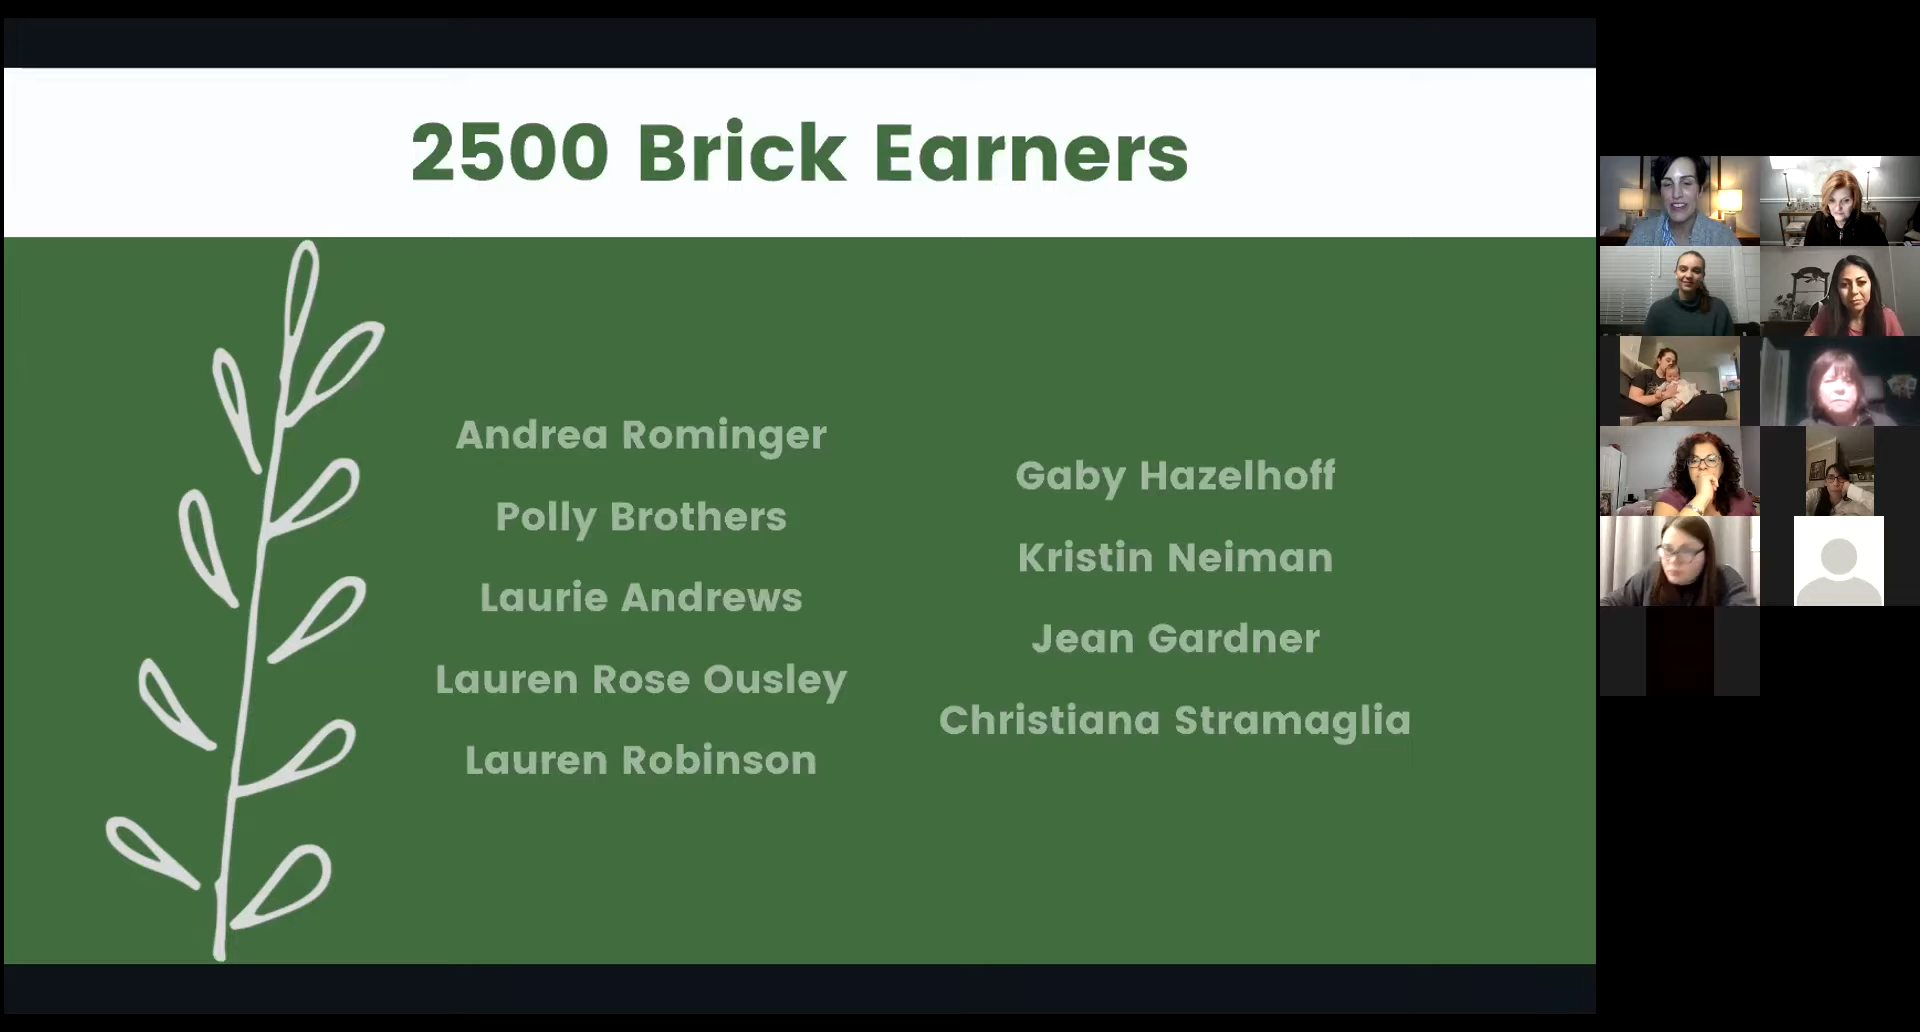 2500 Brick Earners
Andrea Rominger
Polly Brothers
Laurie Andrews
Lauren Rose Ousley
Lauren Robinson
Gaby Hazelhoff
Kristin Neiman
Jean Gardner
Christiana Stramaglia